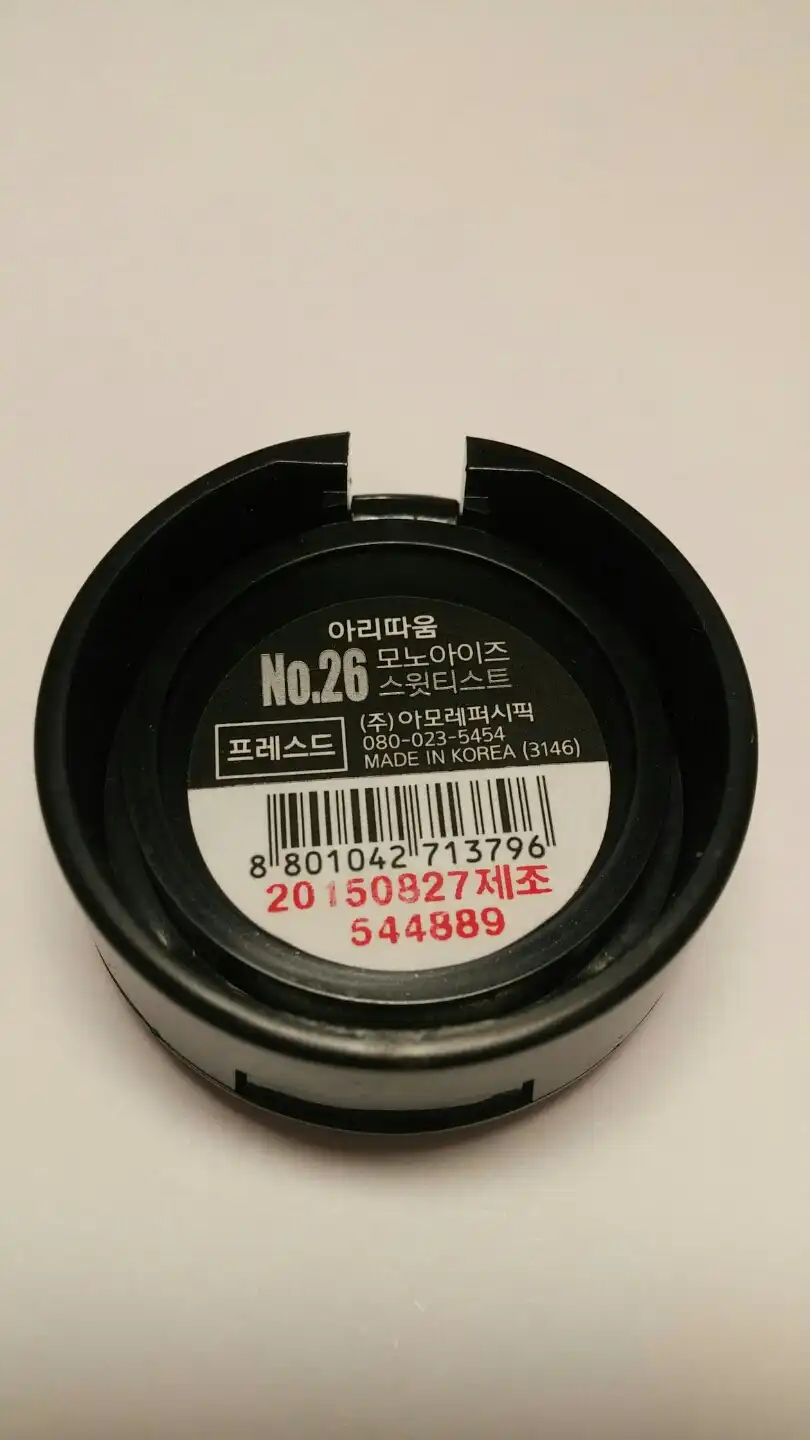 아리따움
No.26 모노아이즈
스윗티스트
프레스드
(주)아모레퍼시픽
080-023-5454
MADE IN KOREA (3146)
8 801042 713796
20150827제조
544889